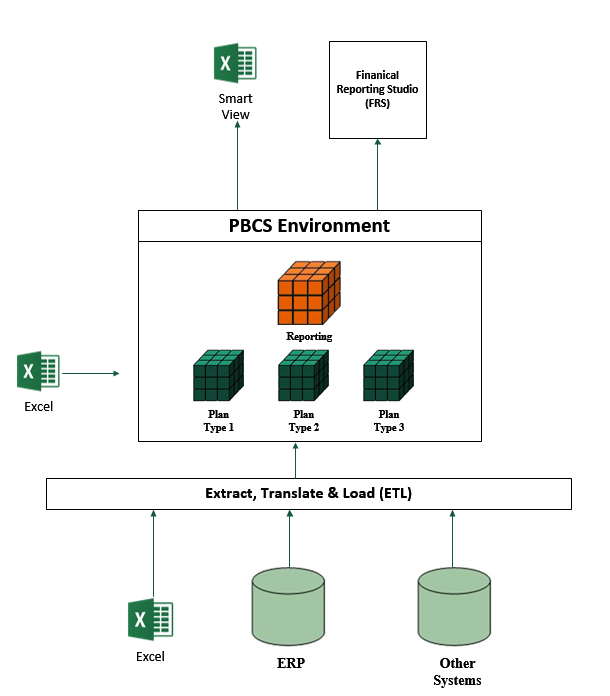 Smart
View
Finanical
Reporting Studio
(FRS)
PBCS Environment
Reporting
Plan
Type 1
Plan
Type 2
Plan
Type 3
X
Excel
Extract, Translate & Load (ETL)
X
Excel
ERP
Other
Systems
X